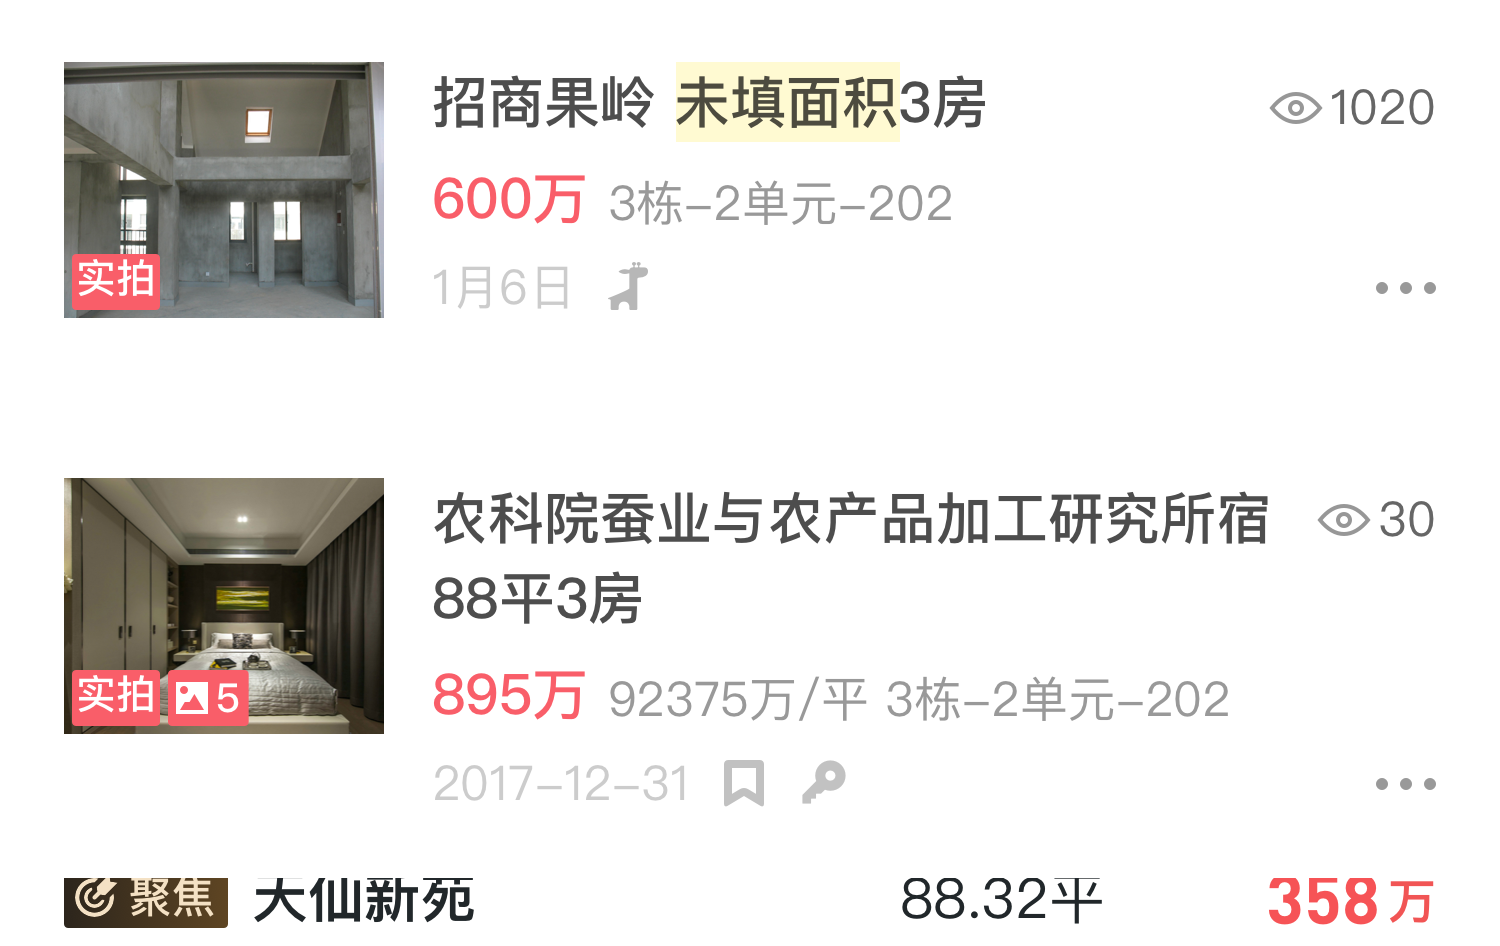 招商果岭 未填面积3房
1020
600万 3栋-2单元-202
1月6日
实拍
农科院蚕业与农产品加工研究所宿
30
88平3房
895万 92375万/平 3栋-2单元-202
实拍 5
2017-12-31
聚焦 天仙新苑 88.32平 358万